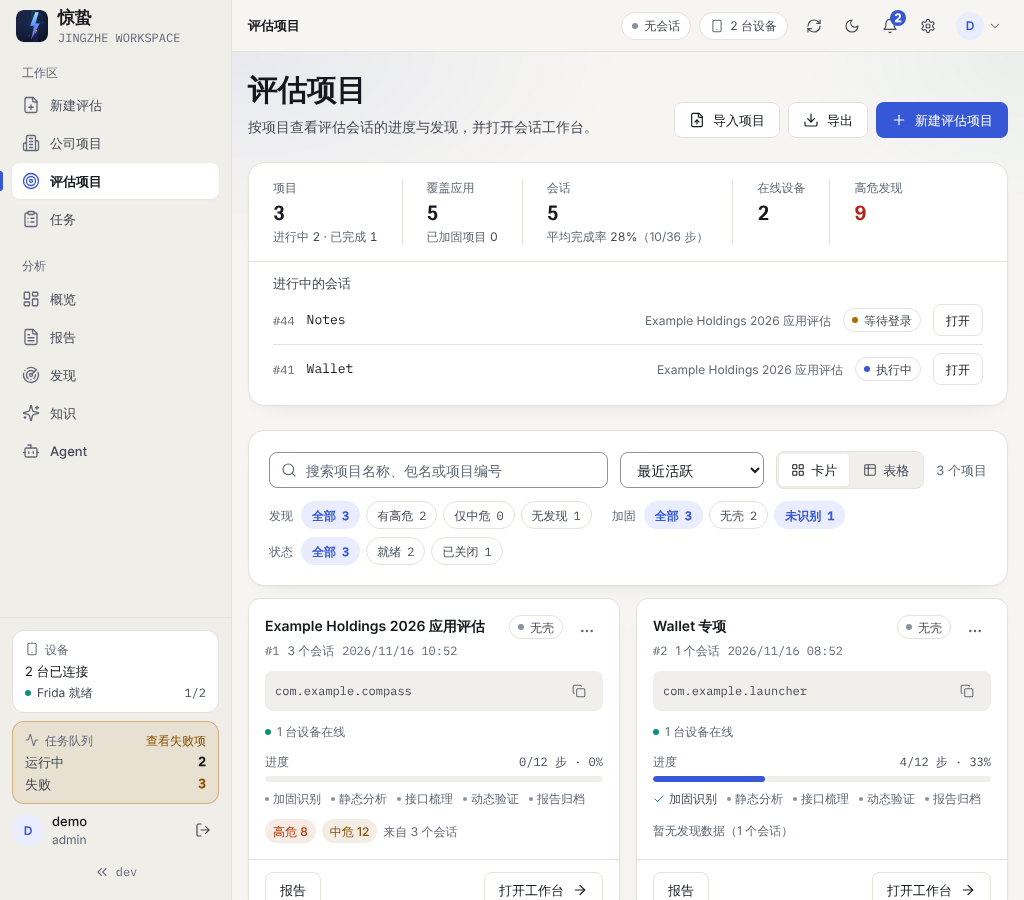 惊蛰
JINGZHE WORKSPACE
工作区
新建评估
公司项目
评估项目
任务
分析
概览
报告
发现
知识
Agent
设备
2 台已连接
Frida 就绪 1/2
任务队列 查看失败项
运行中 2
失败 3
D demo
admin
dev
评估项目 无会话 2 台设备 2 D
评估项目
按项目查看评估会话的进度与发现，并打开会话工作台。
导入项目 导出 新建评估项目
项目 覆盖应用 会话 在线设备 高危发现
3 5 5 2 9
进行中 2 · 已完成 1 已加固项目 0 平均完成率 28%（10/36 步）
进行中的会话
#44 Notes Example Holdings 2026 应用评估 等待登录 打开
#41 Wallet Example Holdings 2026 应用评估 执行中 打开
搜索项目名称、包名或项目编号 最近活跃 卡片 表格 3 个项目
发现 全部 3 有高危 2 仅中危 0 无发现 1 加固 全部 3 无壳 2 未识别 1
状态 全部 3 就绪 2 已关闭 1
Example Holdings 2026 应用评估 无壳 …
#1 3 个会话 2026/11/16 10:52
com.example.compass
1 台设备在线
进度 0/12 步 · 0%
加固识别 静态分析 接口梳理 动态验证 报告归档
高危 8 中危 12 来自 3 个会话
报告 打开工作台
Wallet 专项 无壳 …
#2 1 个会话 2026/11/16 08:52
com.example.launcher
1 台设备在线
进度 4/12 步 · 33%
加固识别 静态分析 接口梳理 动态验证 报告归档
暂无发现数据（1 个会话）
报告 打开工作台